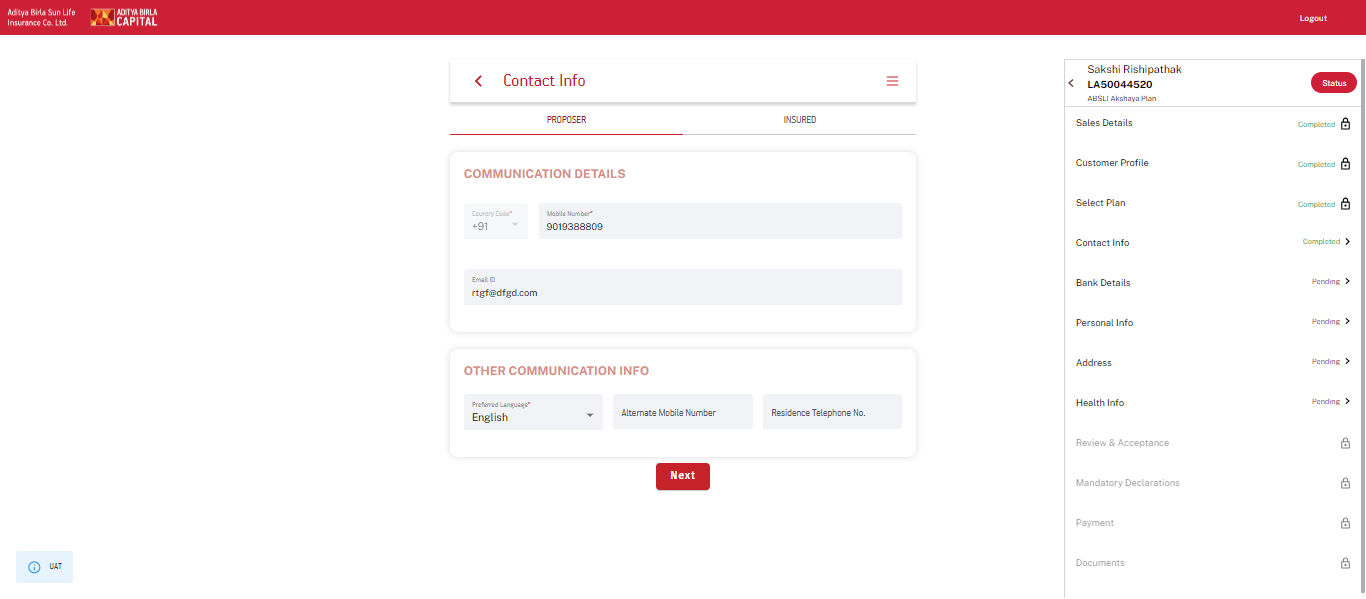 Aditya Birla Sun Life
Insurance Co. Ltd.
ADITYA BIRLA
CAPITAL
Logout
Contact Info
PROPOSER
INSURED
COMMUNICATION DETAILS
Country Code*
+91
Mobile Number*
9019388809
Email ID
rtgf@dfgd.com
OTHER COMMUNICATION INFO
Preferred Language*
English
Alternate Mobile Number
Residence Telephone No.
Next
UAT
Sakshi Rishipathak
LA50044520
ABSLI Akshaya Plan
Status
Sales Details Completed
Customer Profile Completed
Select Plan Completed
Contact Info Completed
Bank Details Pending
Personal Info Pending
Address Pending
Health Info Pending
Review & Acceptance
Mandatory Declarations
Payment
Documents